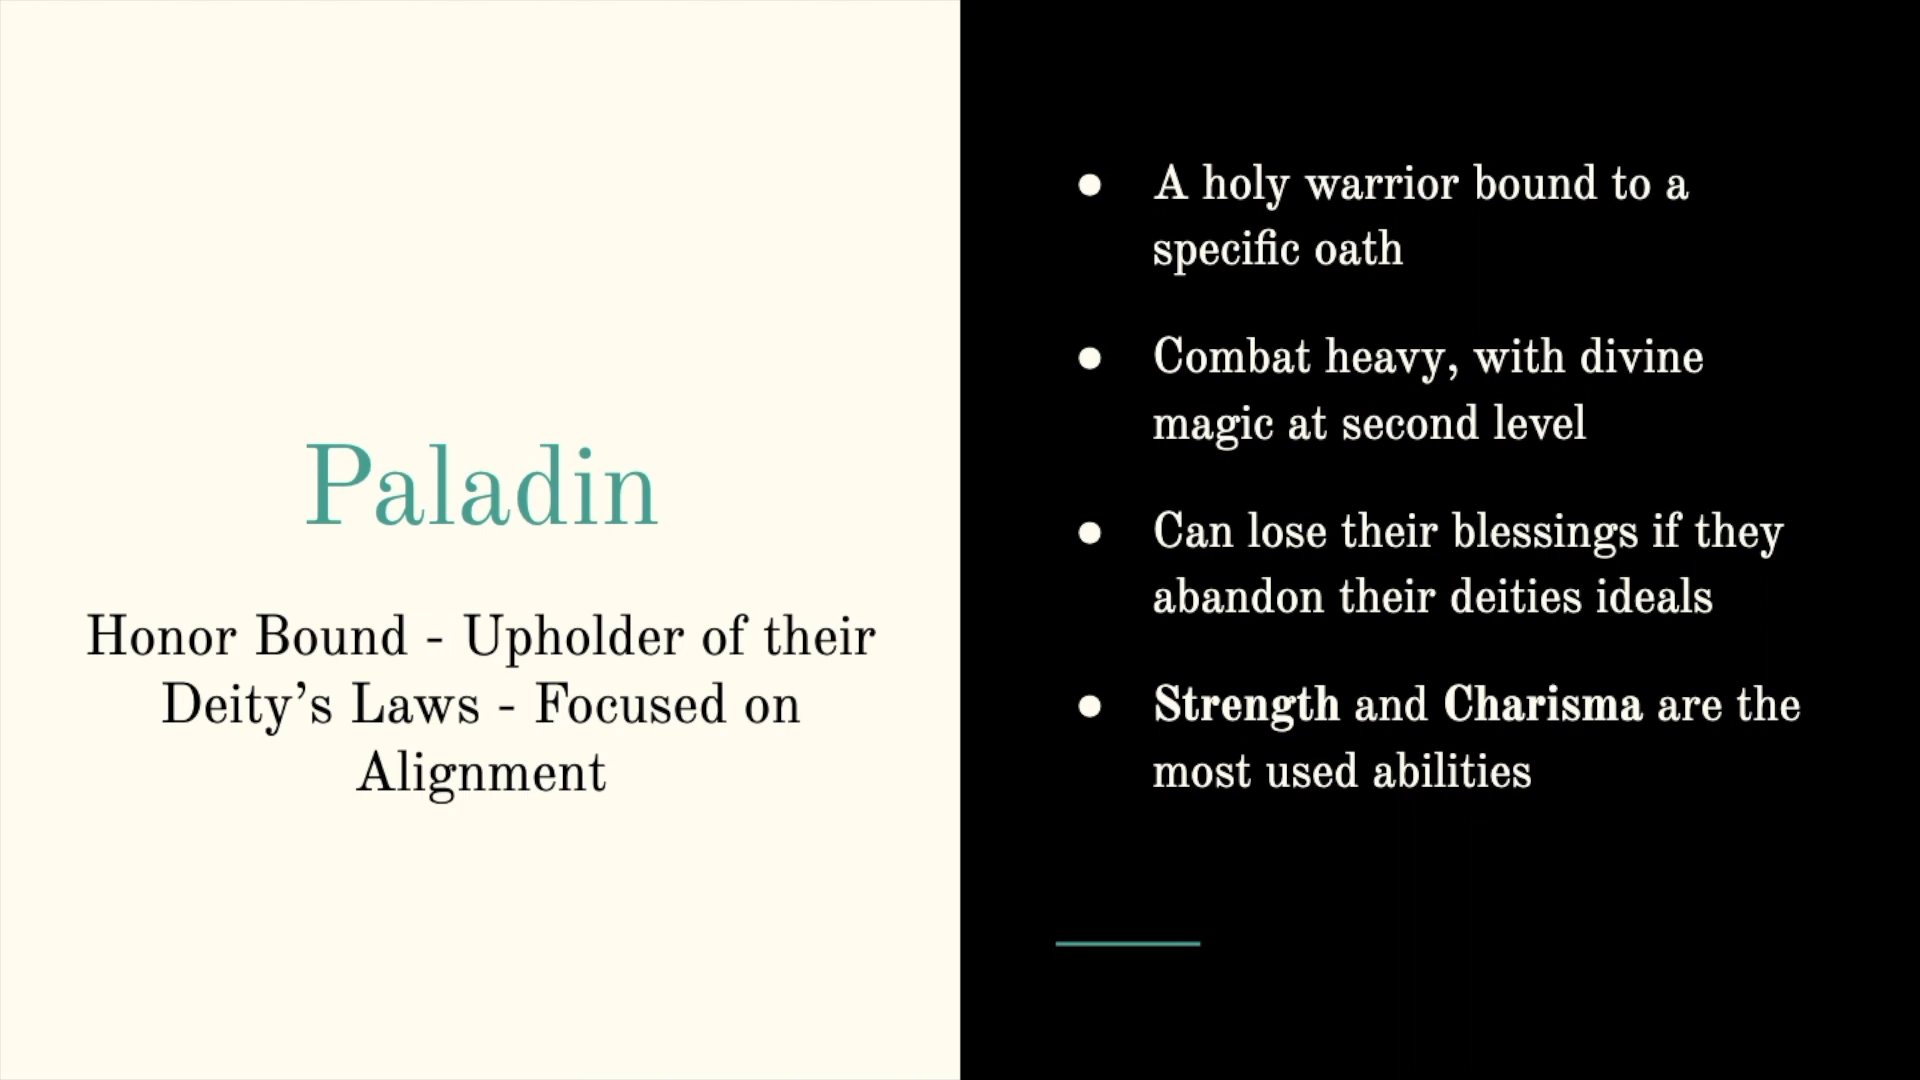 Paladin
Honor Bound - Upholder of their
Deity’s Laws - Focused on
Alignment
● A holy warrior bound to a
specific oath
● Combat heavy, with divine
magic at second level
● Can lose their blessings if they
abandon their deities ideals
● Strength and Charisma are the
most used abilities